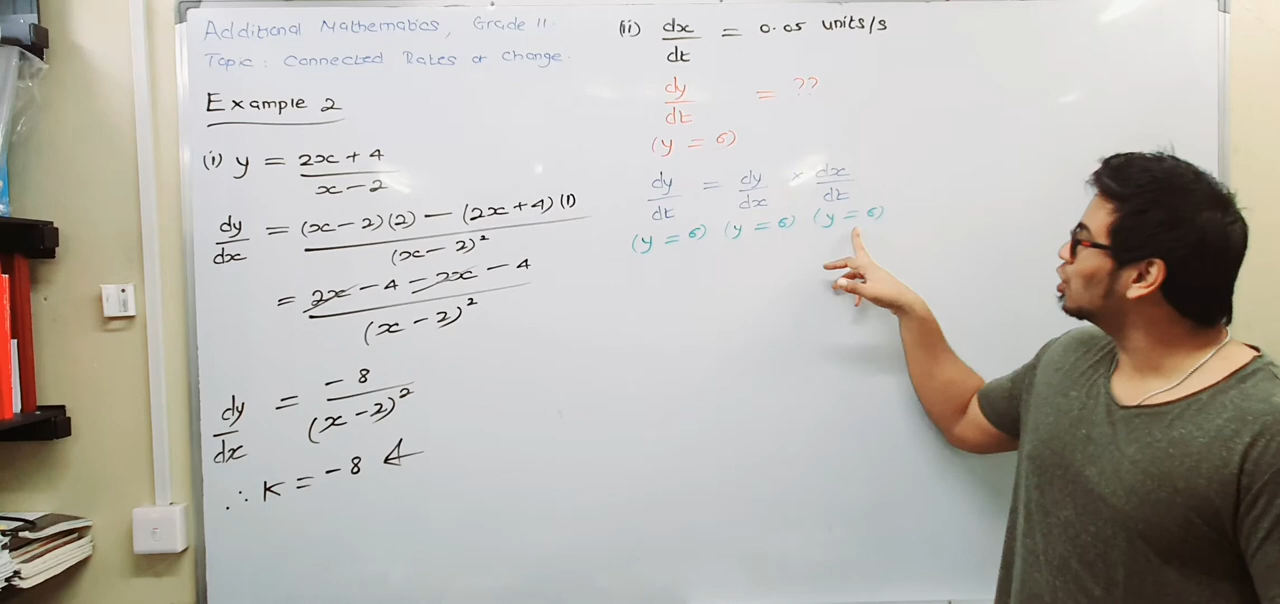 Additional Mathematics, Grade 11.
Topic: Connected Rates of Change.
Example 2
(i) y = 2x + 4
x - 2
dy = (x - 2)(2) - (2x + 4)(1)
dx (x - 2)²
= 2x - 4 - 2x - 4
(x - 2)²
dy = -8
dx (x - 2)²
∴ K = -8
(ii) dx = 0.05 units/s
dt
dy = ??
dt
(y = 6)
dy = dy × dx
dt dx dt
(y = 6) (y = 6) (y = 6)